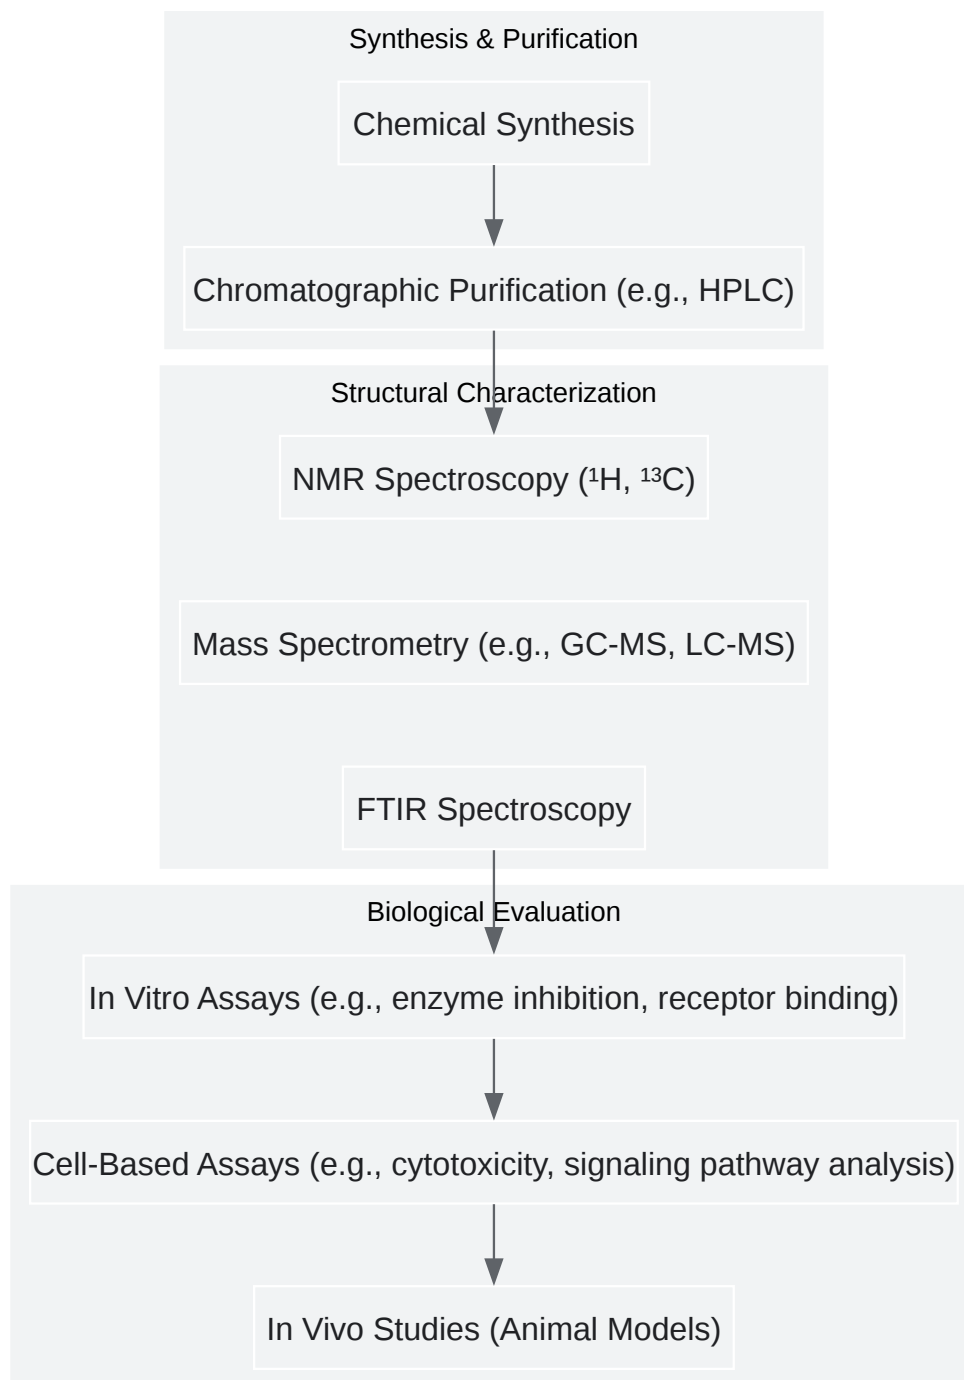 Synthesis & Purification
Chemical Synthesis
Chromatographic Purification (e.g., HPLC)
Structural Characterization
NMR Spectroscopy (¹H, ¹³C)
Mass Spectrometry (e.g., GC-MS, LC-MS)
FTIR Spectroscopy
Biological Evaluation
In Vitro Assays (e.g., enzyme inhibition, receptor binding)
Cell-Based Assays (e.g., cytotoxicity, signaling pathway analysis)
In Vivo Studies (Animal Models)